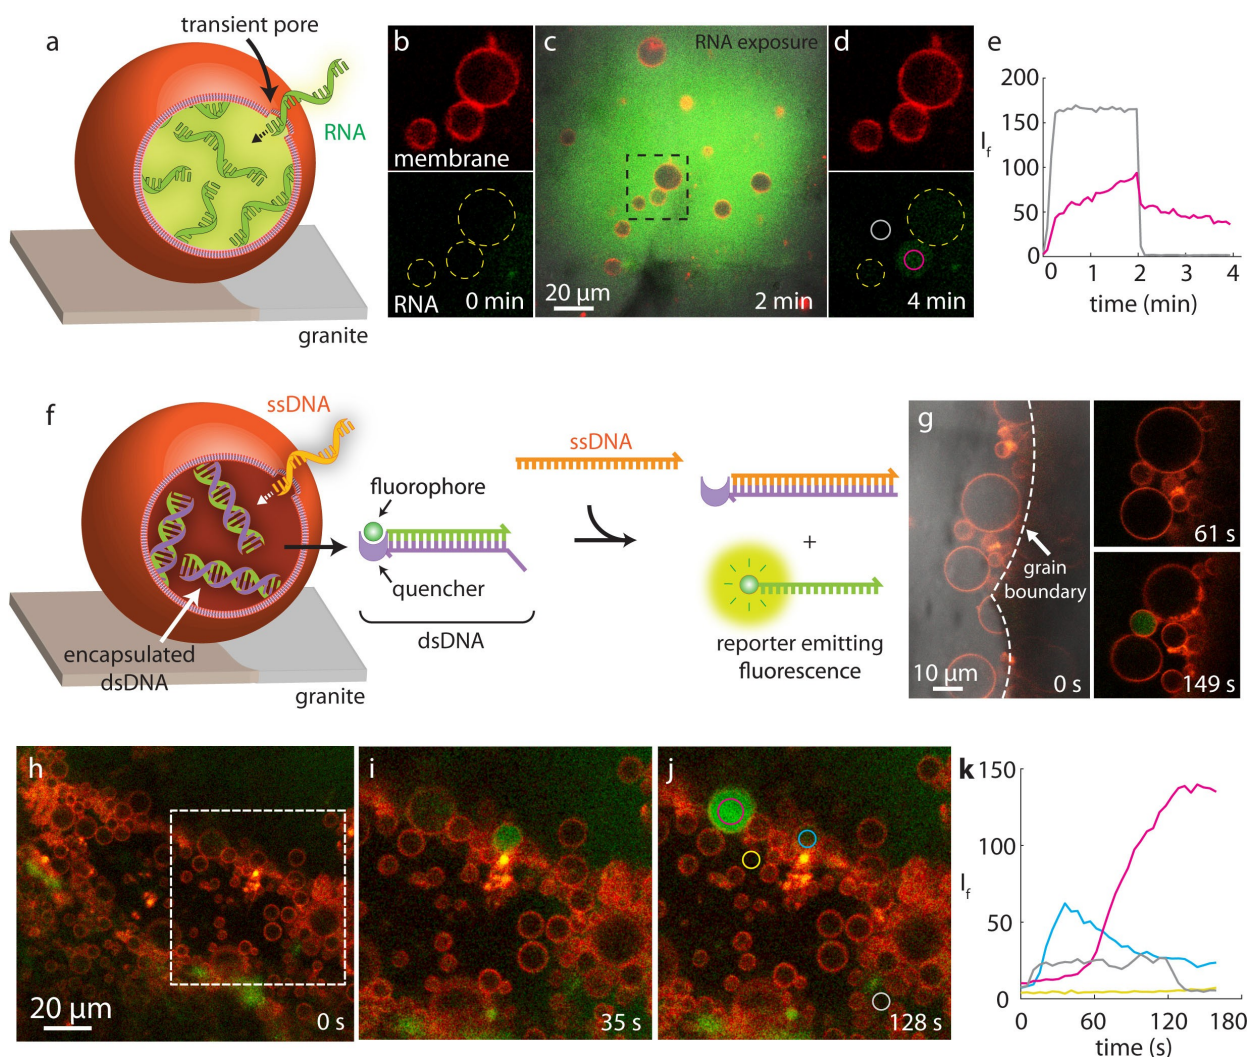 a
transient pore
RNA
granite
b
membrane
RNA
0 min
c
RNA exposure
20 µm
2 min
d
4 min
e
200
150
I_f
100
50
0
0 1 2 3 4
time (min)
f
ssDNA
encapsulated
dsDNA
granite
fluorophore
quencher
dsDNA
ssDNA
+
reporter emitting
fluorescence
g
grain
boundary
10 µm
0 s
61 s
149 s
h
20 µm
0 s
i
35 s
j
128 s
k
150
100
I_f
50
0
0 60 120 180
time (s)